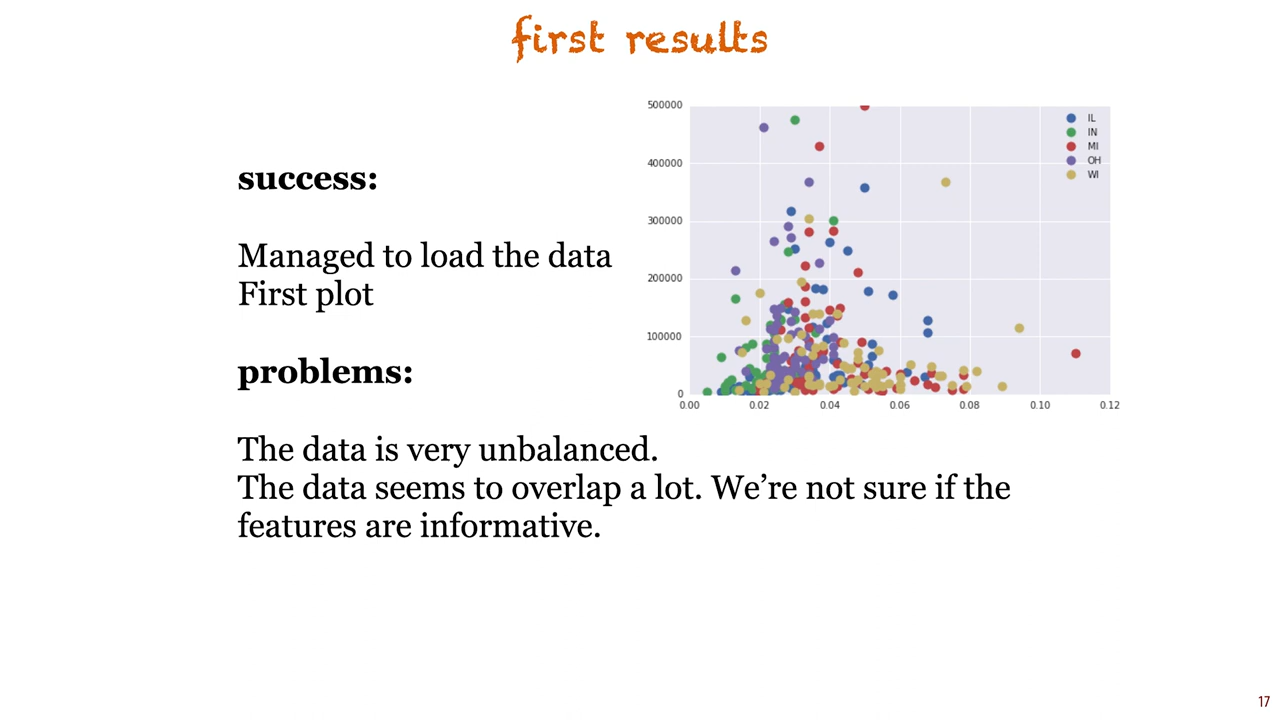 first results
success:
Managed to load the data
First plot
problems:
The data is very unbalanced.
The data seems to overlap a lot. We're not sure if the
features are informative.
500000
400000
300000
200000
100000
0
0.00 0.02 0.04 0.06 0.08 0.10 0.12
IL
IN
MI
OH
WI
17